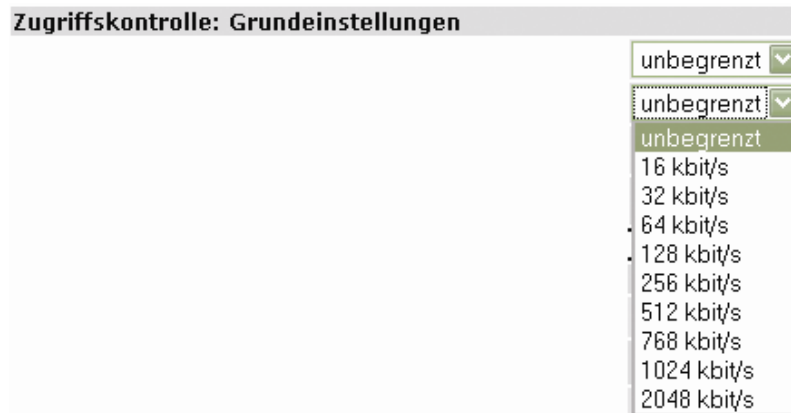 Zugriffskontrolle: Grundeinstellungen
unbegrenzt
unbegrenzt
unbegrenzt
16 kbit/s
32 kbit/s
64 kbit/s
128 kbit/s
256 kbit/s
512 kbit/s
768 kbit/s
1024 kbit/s
2048 kbit/s